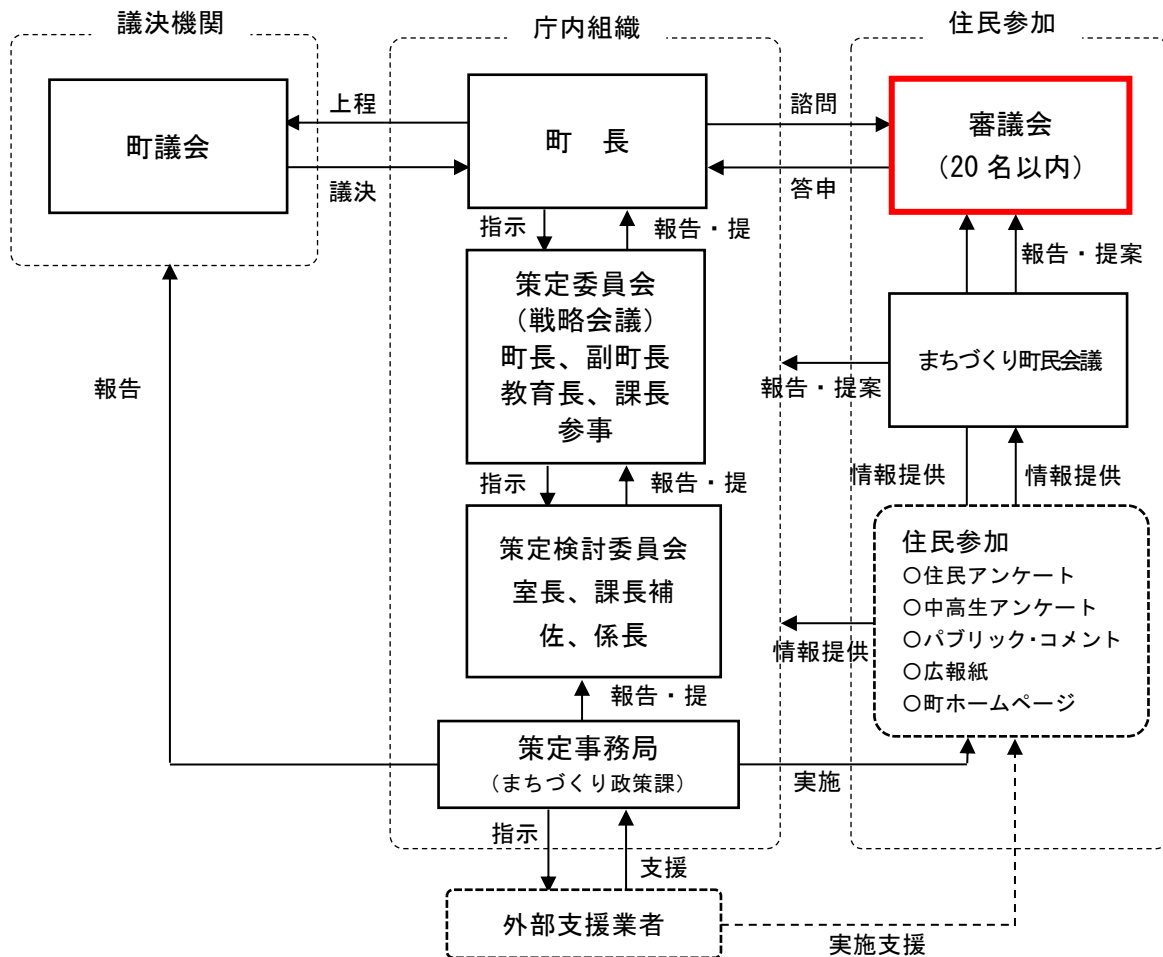 議決機関
庁内組織
住民参加
町議会
上程
議決
町　長
諮問
答申
審議会
（20 名以内）
指示
報告・提
報告・提案
策定委員会
（戦略会議）
町長、副町長
教育長、課長
参事
まちづくり町民会議
報告・提案
報告
指示
報告・提
情報提供
情報提供
策定検討委員会
室長、課長補
佐、係長
住民参加
○住民アンケート
○中高生アンケート
○パブリック・コメント
○広報紙
○町ホームページ
情報提供
報告・提
策定事務局
（まちづくり政策課）
実施
指示
支援
外部支援業者
実施支援